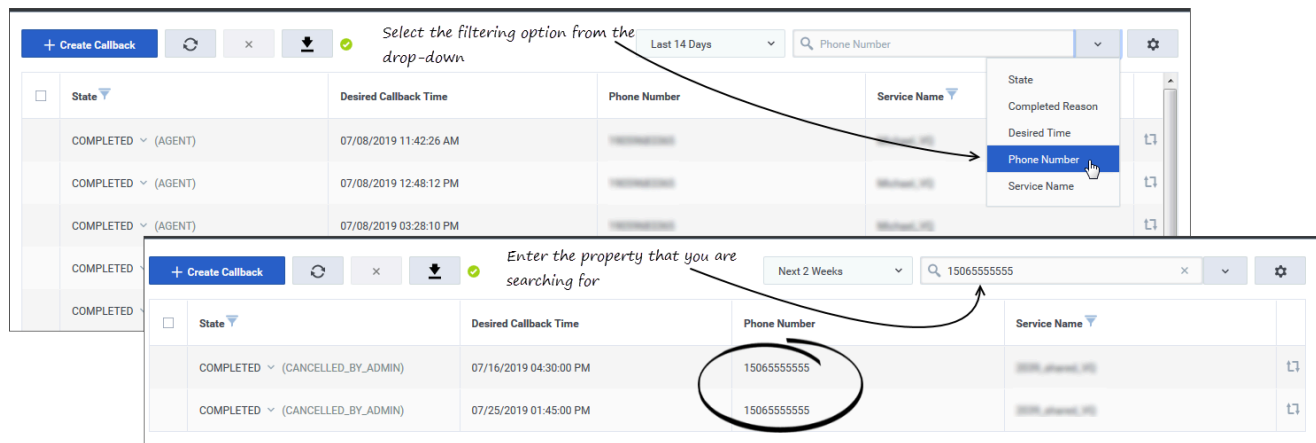 + Create Callback
Select the filtering option from the
drop-down
Last 14 Days
Phone Number
State
Desired Callback Time
Phone Number
Service Name
State
Completed Reason
Desired Time
Phone Number
Service Name
COMPLETED (AGENT)
07/08/2019 11:42:26 AM
COMPLETED (AGENT)
07/08/2019 12:48:12 PM
COMPLETED (AGENT)
07/08/2019 03:28:10 PM
COMPLETED
COMPLETED
+ Create Callback
Enter the property that you are
searching for
Next 2 Weeks
15065555555
State
Desired Callback Time
Phone Number
Service Name
COMPLETED (CANCELLED_BY_ADMIN)
07/16/2019 04:30:00 PM
15065555555
COMPLETED (CANCELLED_BY_ADMIN)
07/25/2019 01:45:00 PM
15065555555